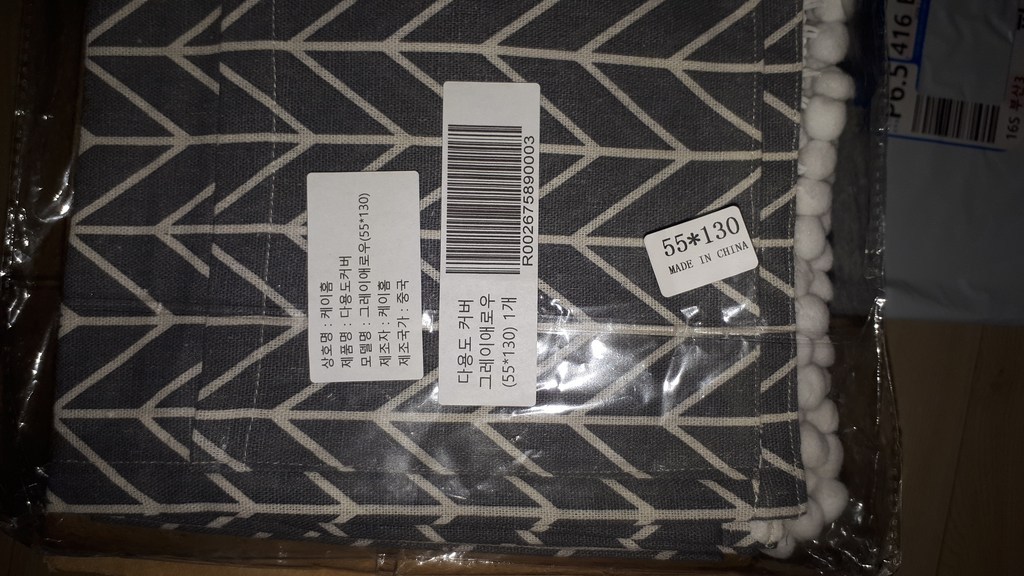 상호명 : 케이홈
제품명 : 다용도커버
모델명 : 그레이애로우(55*130)
제조자 : 케이홈
제조국가 : 중국
R002675890003
다용도 커버
그레이애로우
(55*130) 1개
55*130
MADE IN CHINA
P6.5
416
16S 부산3